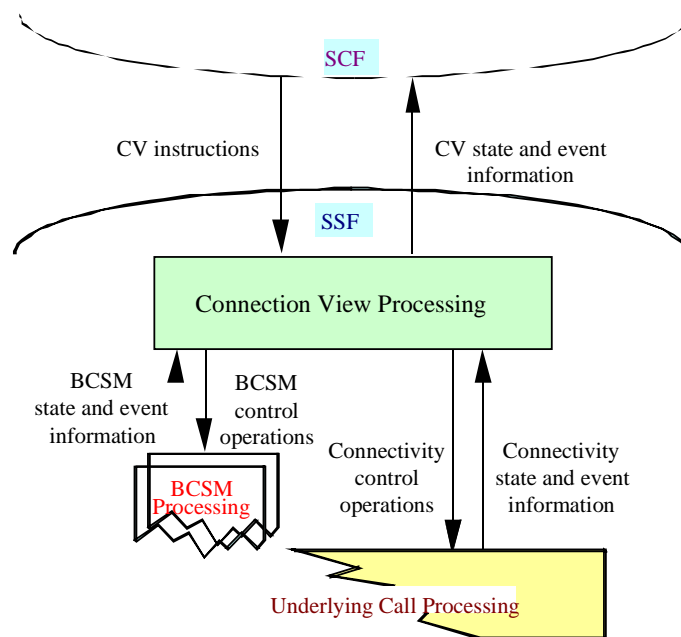 SCF
CV instructions
CV state and event
information
SSF
Connection View Processing
BCSM
state and event
information
BCSM
control
operations
Connectivity
control
operations
Connectivity
state and event
information
BCSM
Processing
Underlying Call Processing